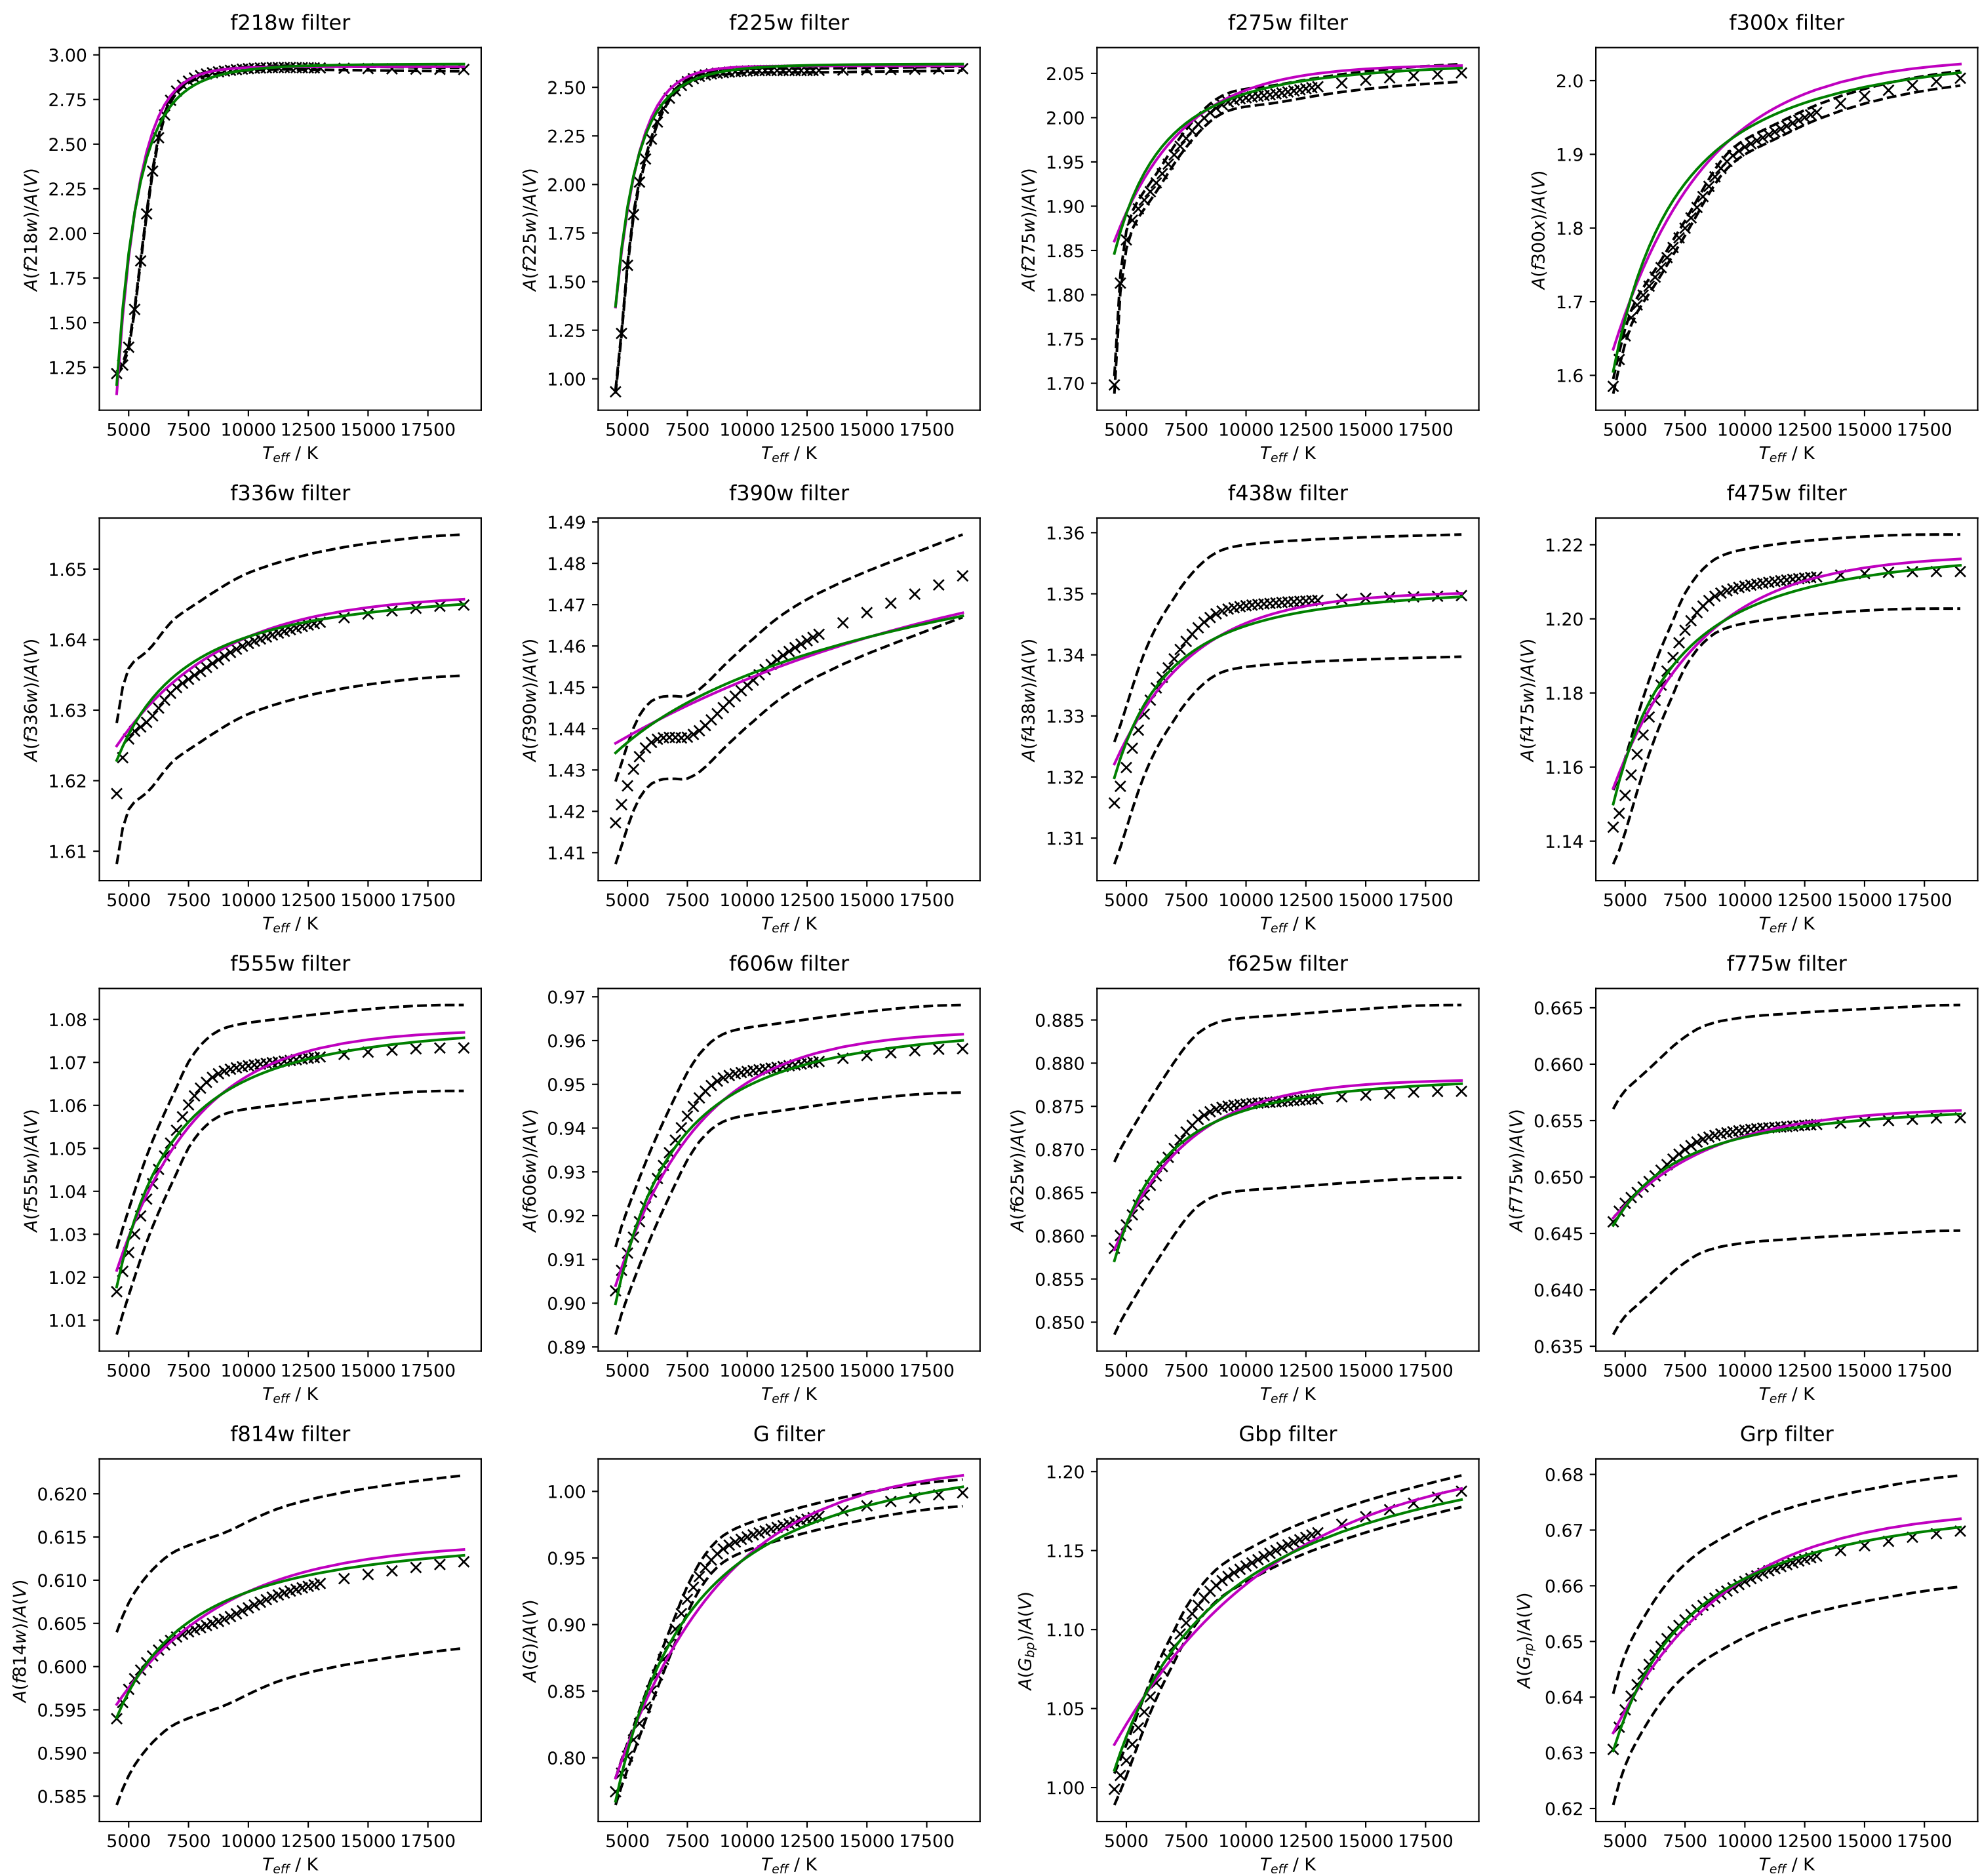 f218w filter
3.00
2.75
2.50
2.25
2.00
1.75
1.50
1.25
A(f218w)/A(V)
5000 7500 10000 12500 15000 17500
T_eff / K
f225w filter
2.50
2.25
2.00
1.75
1.50
1.25
1.00
A(f225w)/A(V)
5000 7500 10000 12500 15000 17500
T_eff / K
f275w filter
2.05
2.00
1.95
1.90
1.85
1.80
1.75
1.70
A(f275w)/A(V)
5000 7500 10000 12500 15000 17500
T_eff / K
f300x filter
2.0
1.9
1.8
1.7
1.6
A(f300x)/A(V)
5000 7500 10000 12500 15000 17500
T_eff / K
f336w filter
1.65
1.64
1.63
1.62
1.61
A(f336w)/A(V)
5000 7500 10000 12500 15000 17500
T_eff / K
f390w filter
1.49
1.48
1.47
1.46
1.45
1.44
1.43
1.42
1.41
A(f390w)/A(V)
5000 7500 10000 12500 15000 17500
T_eff / K
f438w filter
1.36
1.35
1.34
1.33
1.32
1.31
A(f438w)/A(V)
5000 7500 10000 12500 15000 17500
T_eff / K
f475w filter
1.22
1.20
1.18
1.16
1.14
A(f475w)/A(V)
5000 7500 10000 12500 15000 17500
T_eff / K
f555w filter
1.08
1.07
1.06
1.05
1.04
1.03
1.02
1.01
A(f555w)/A(V)
5000 7500 10000 12500 15000 17500
T_eff / K
f606w filter
0.97
0.96
0.95
0.94
0.93
0.92
0.91
0.90
0.89
A(f606w)/A(V)
5000 7500 10000 12500 15000 17500
T_eff / K
f625w filter
0.885
0.880
0.875
0.870
0.865
0.860
0.855
0.850
A(f625w)/A(V)
5000 7500 10000 12500 15000 17500
T_eff / K
f775w filter
0.665
0.660
0.655
0.650
0.645
0.640
0.635
A(f775w)/A(V)
5000 7500 10000 12500 15000 17500
T_eff / K
f814w filter
0.620
0.615
0.610
0.605
0.600
0.595
0.590
0.585
A(f814w)/A(V)
5000 7500 10000 12500 15000 17500
T_eff / K
G filter
1.00
0.95
0.90
0.85
0.80
A(G)/A(V)
5000 7500 10000 12500 15000 17500
T_eff / K
Gbp filter
1.20
1.15
1.10
1.05
1.00
A(G_bp)/A(V)
5000 7500 10000 12500 15000 17500
T_eff / K
Grp filter
0.68
0.67
0.66
0.65
0.64
0.63
0.62
A(G_rp)/A(V)
5000 7500 10000 12500 15000 17500
T_eff / K